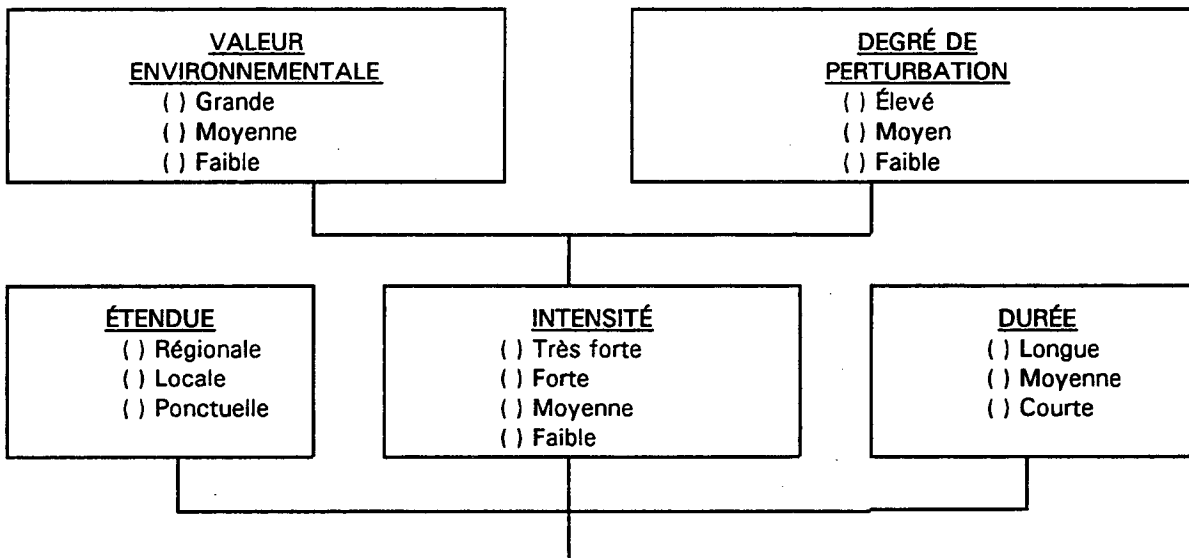 VALEUR
ENVIRONNEMENTALE
( ) Grande
( ) Moyenne
( ) Faible
DEGRÉ DE
PERTURBATION
( ) Élevé
( ) Moyen
( ) Faible
ÉTENDUE
( ) Régionale
( ) Locale
( ) Ponctuelle
INTENSITÉ
( ) Très forte
( ) Forte
( ) Moyenne
( ) Faible
DURÉE
( ) Longue
( ) Moyenne
( ) Courte